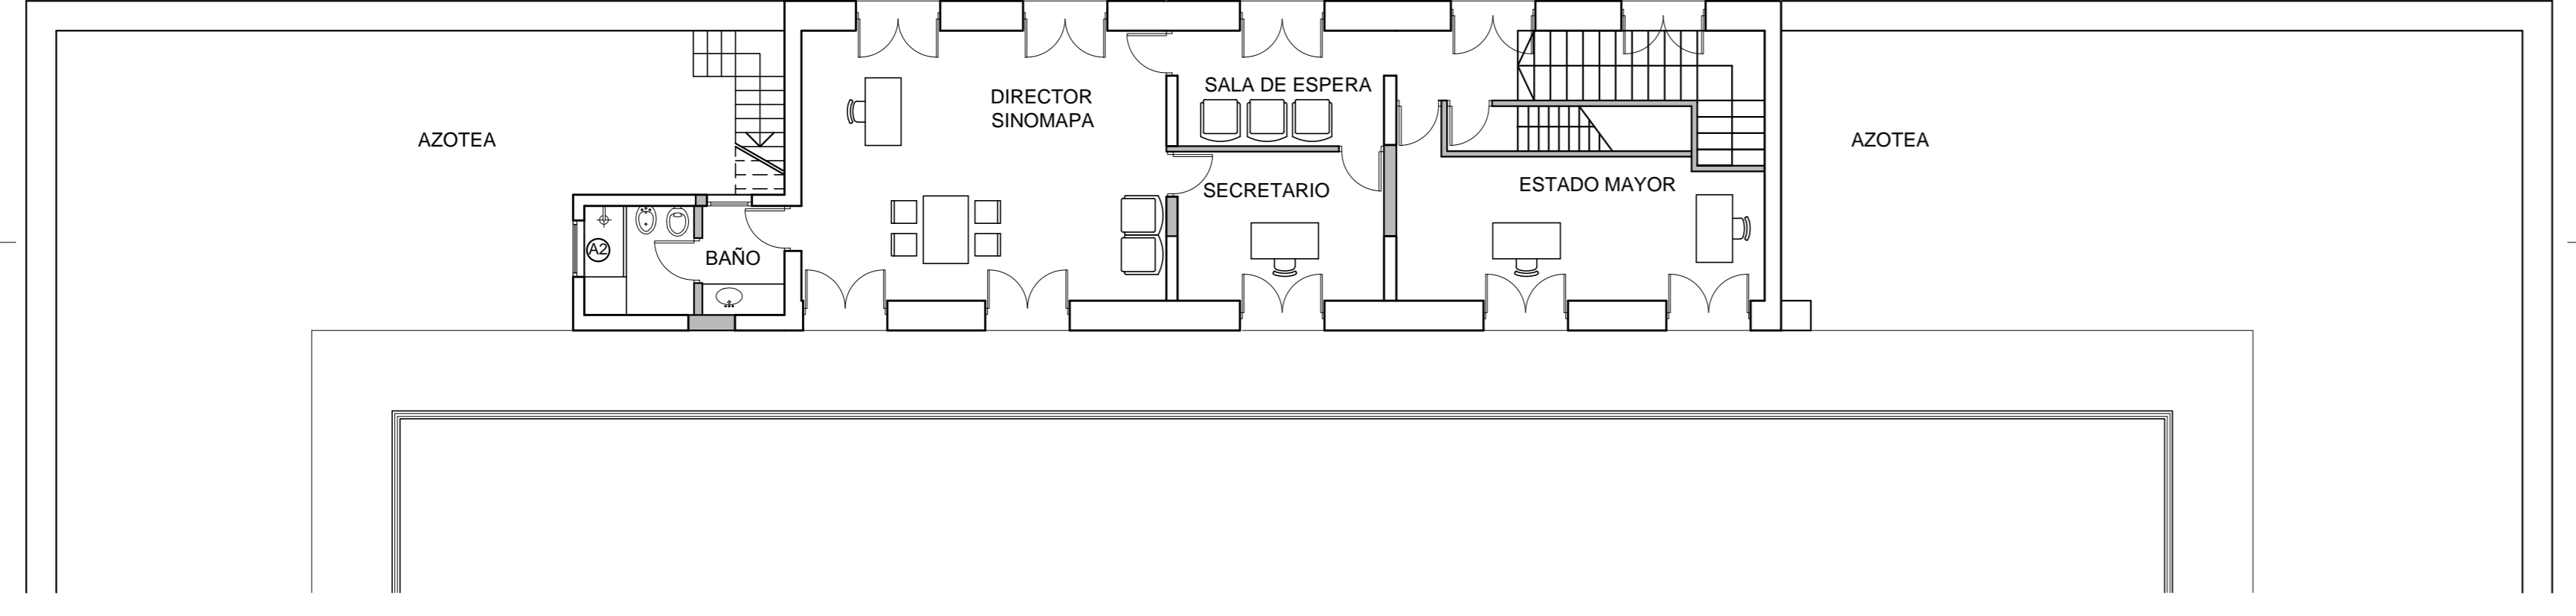 AZOTEA
DIRECTOR
SINOMAPA
SALA DE ESPERA
AZOTEA
SECRETARIO
ESTADO MAYOR
A2
BAÑO